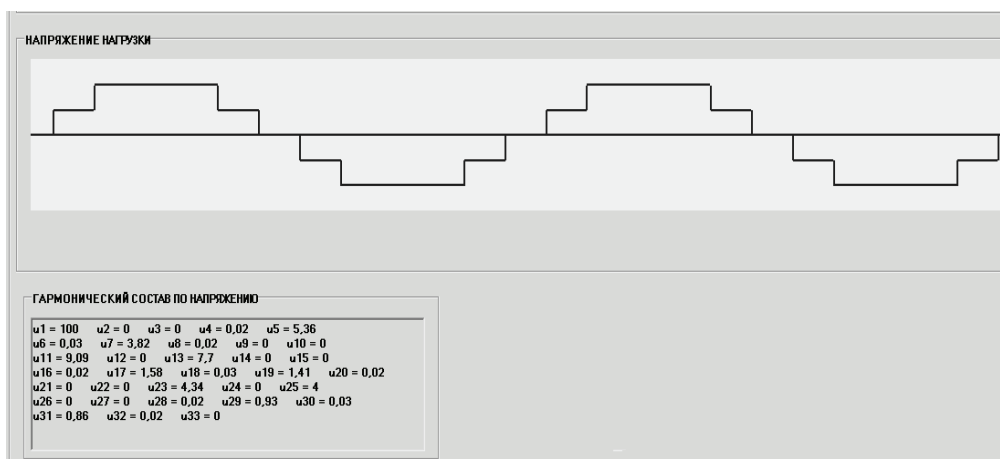 НАПРЯЖЕНИЕ НАГРУЗКИ
ГАРМОНИЧЕСКИЙ СОСТАВ ПО НАПРЯЖЕНИЮ
u1 = 100 u2 = 0 u3 = 0 u4 = 0,02 u5 = 5,36
u6 = 0,03 u7 = 3,82 u8 = 0,02 u9 = 0 u10 = 0
u11 = 9,09 u12 = 0 u13 = 7,7 u14 = 0 u15 = 0
u16 = 0,02 u17 = 1,58 u18 = 0,03 u19 = 1,41 u20 = 0,02
u21 = 0 u22 = 0 u23 = 4,34 u24 = 0 u25 = 4
u26 = 0 u27 = 0 u28 = 0,02 u29 = 0,93 u30 = 0,03
u31 = 0,86 u32 = 0,02 u33 = 0